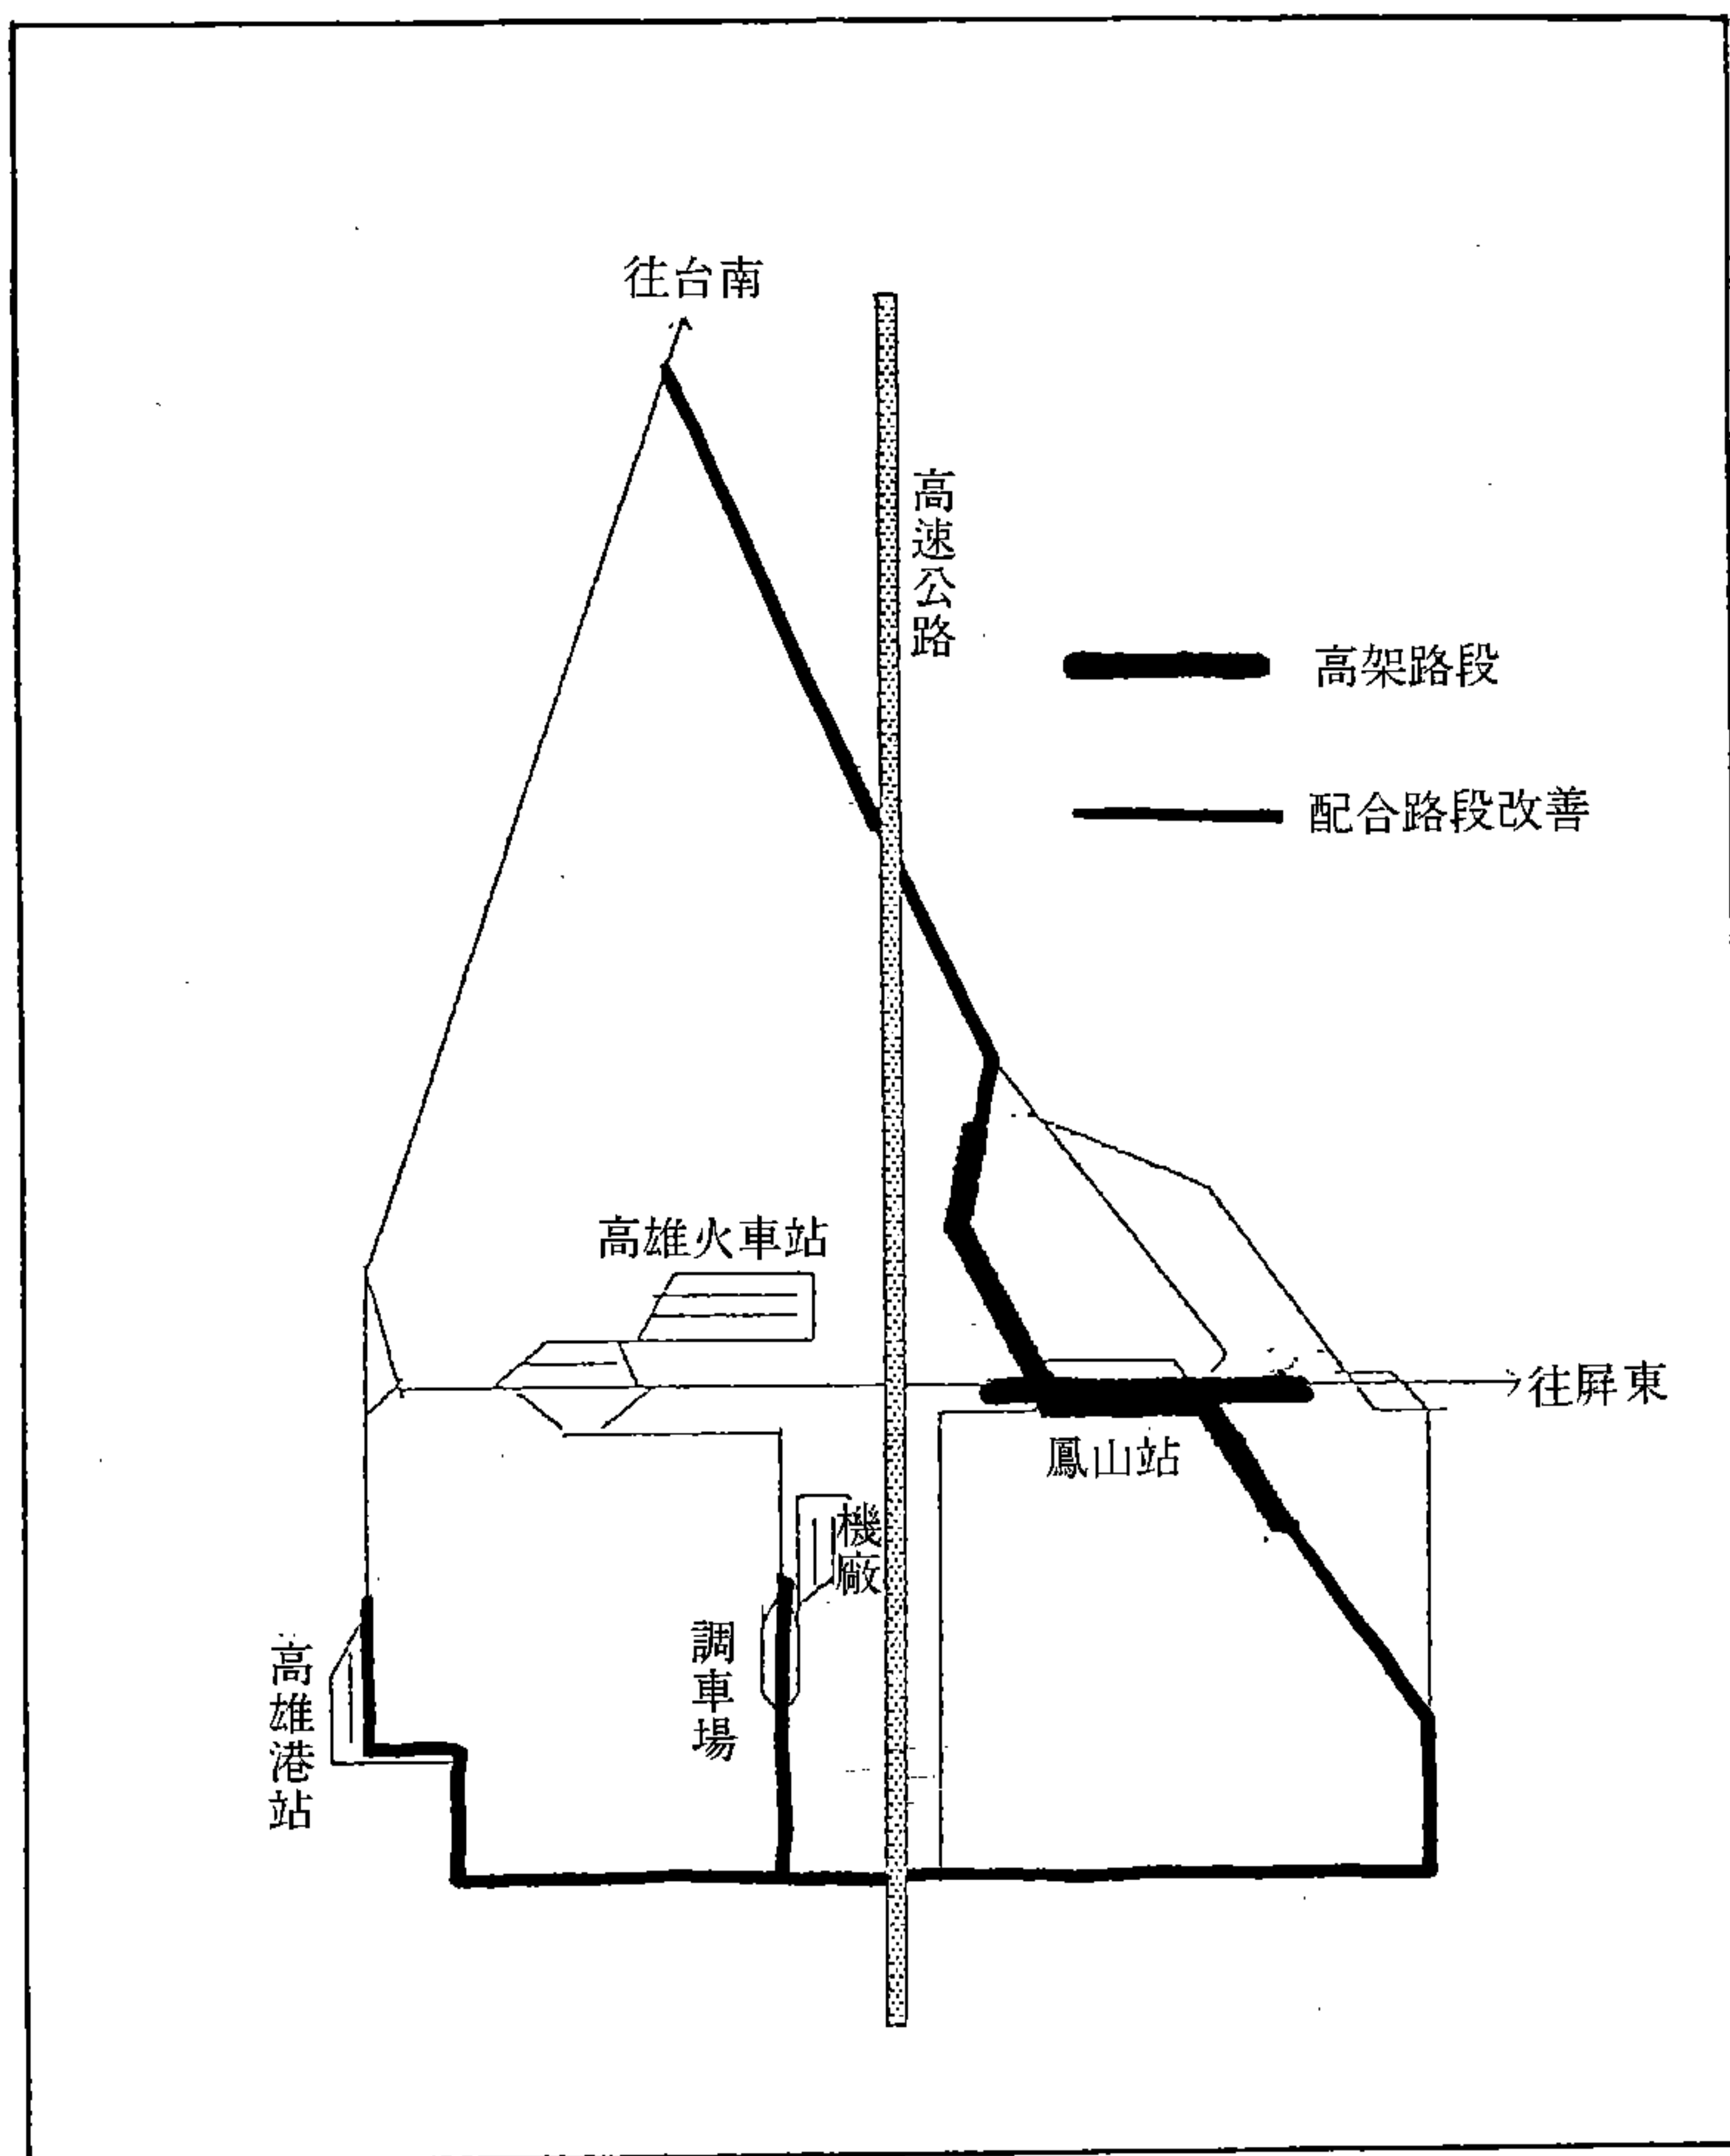 往台南
高速公路
高架路段
配合路段改善
高雄火車站
往屏東
鳳山站
機廠
調車場
高雄港站